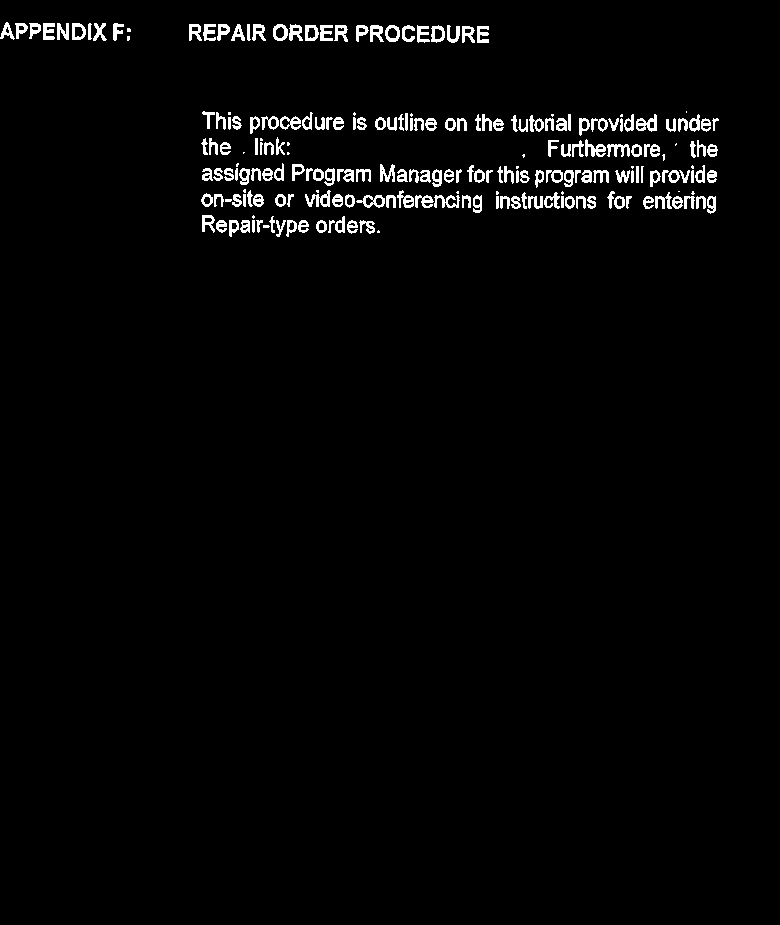 APPENDIX F: REPAIR ORDER PROCEDURE
This procedure is outline on the tutorial provided under
the . link: . Furthermore, the
assigned Program Manager for this program will provide
on-site or video-conferencing instructions for entering
Repair-type orders.